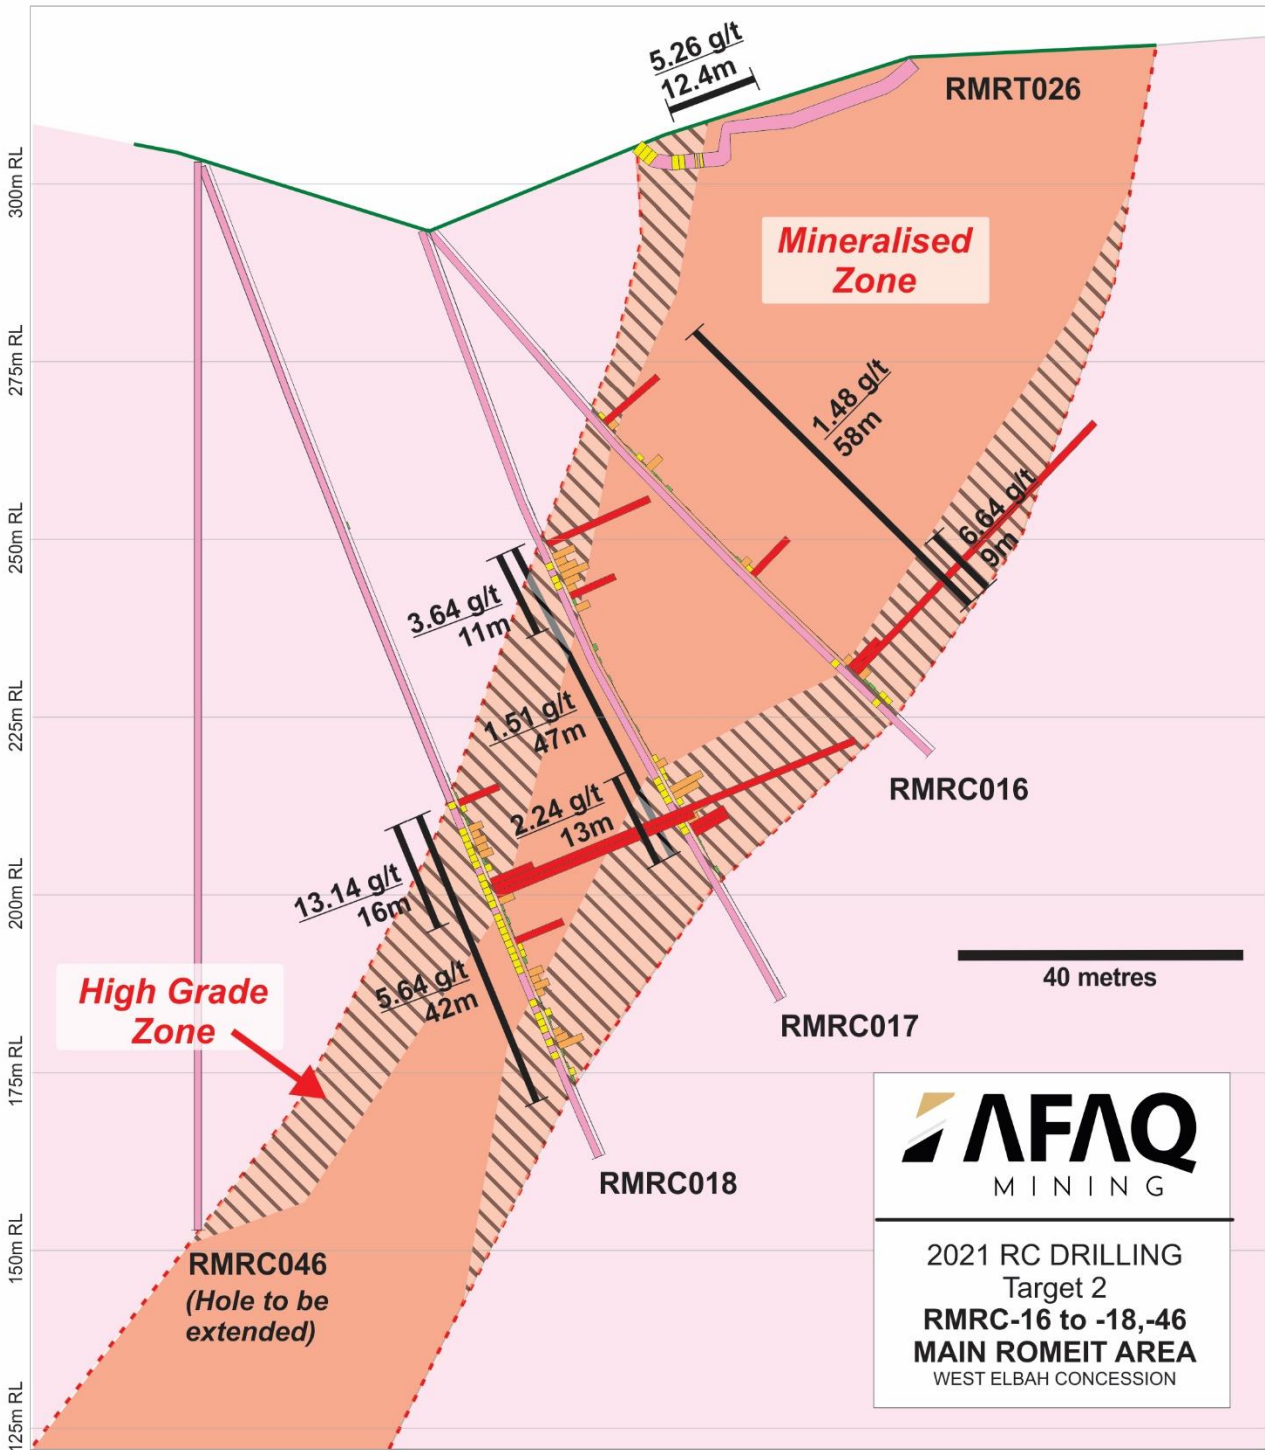 5.26 g/t
12.4m
RMRT026
300m RL
Mineralised
Zone
275m RL
1.48 g/t
58m
6.64 g/t
9m
250m RL
3.64 g/t
11m
1.51 g/t
47m
225m RL
RMRC016
2.24 g/t
13m
200m RL
13.14 g/t
16m
40 metres
High Grade
Zone
5.64 g/t
42m
RMRC017
175m RL
RMRC018
AFAQ
MINING
150m RL
RMRC046
(Hole to be
extended)
2021 RC DRILLING
Target 2
RMRC-16 to -18,-46
MAIN ROMEIT AREA
WEST ELBAH CONCESSION
125m RL